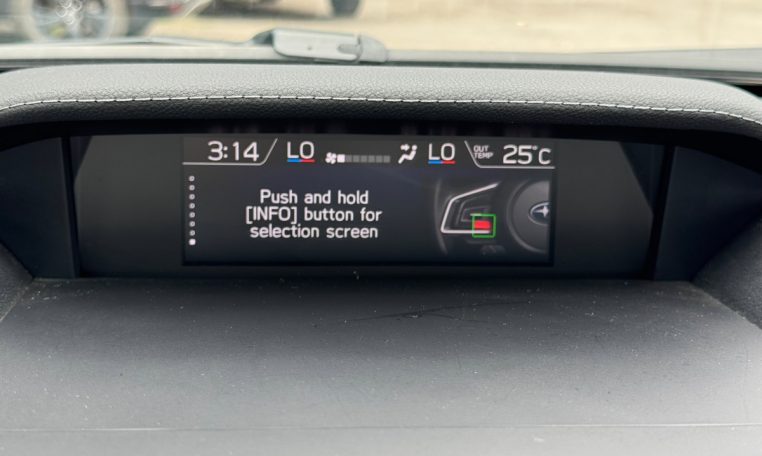 3:14 LO LO OUT TEMP 25°C
Push and hold
[INFO] button for
selection screen